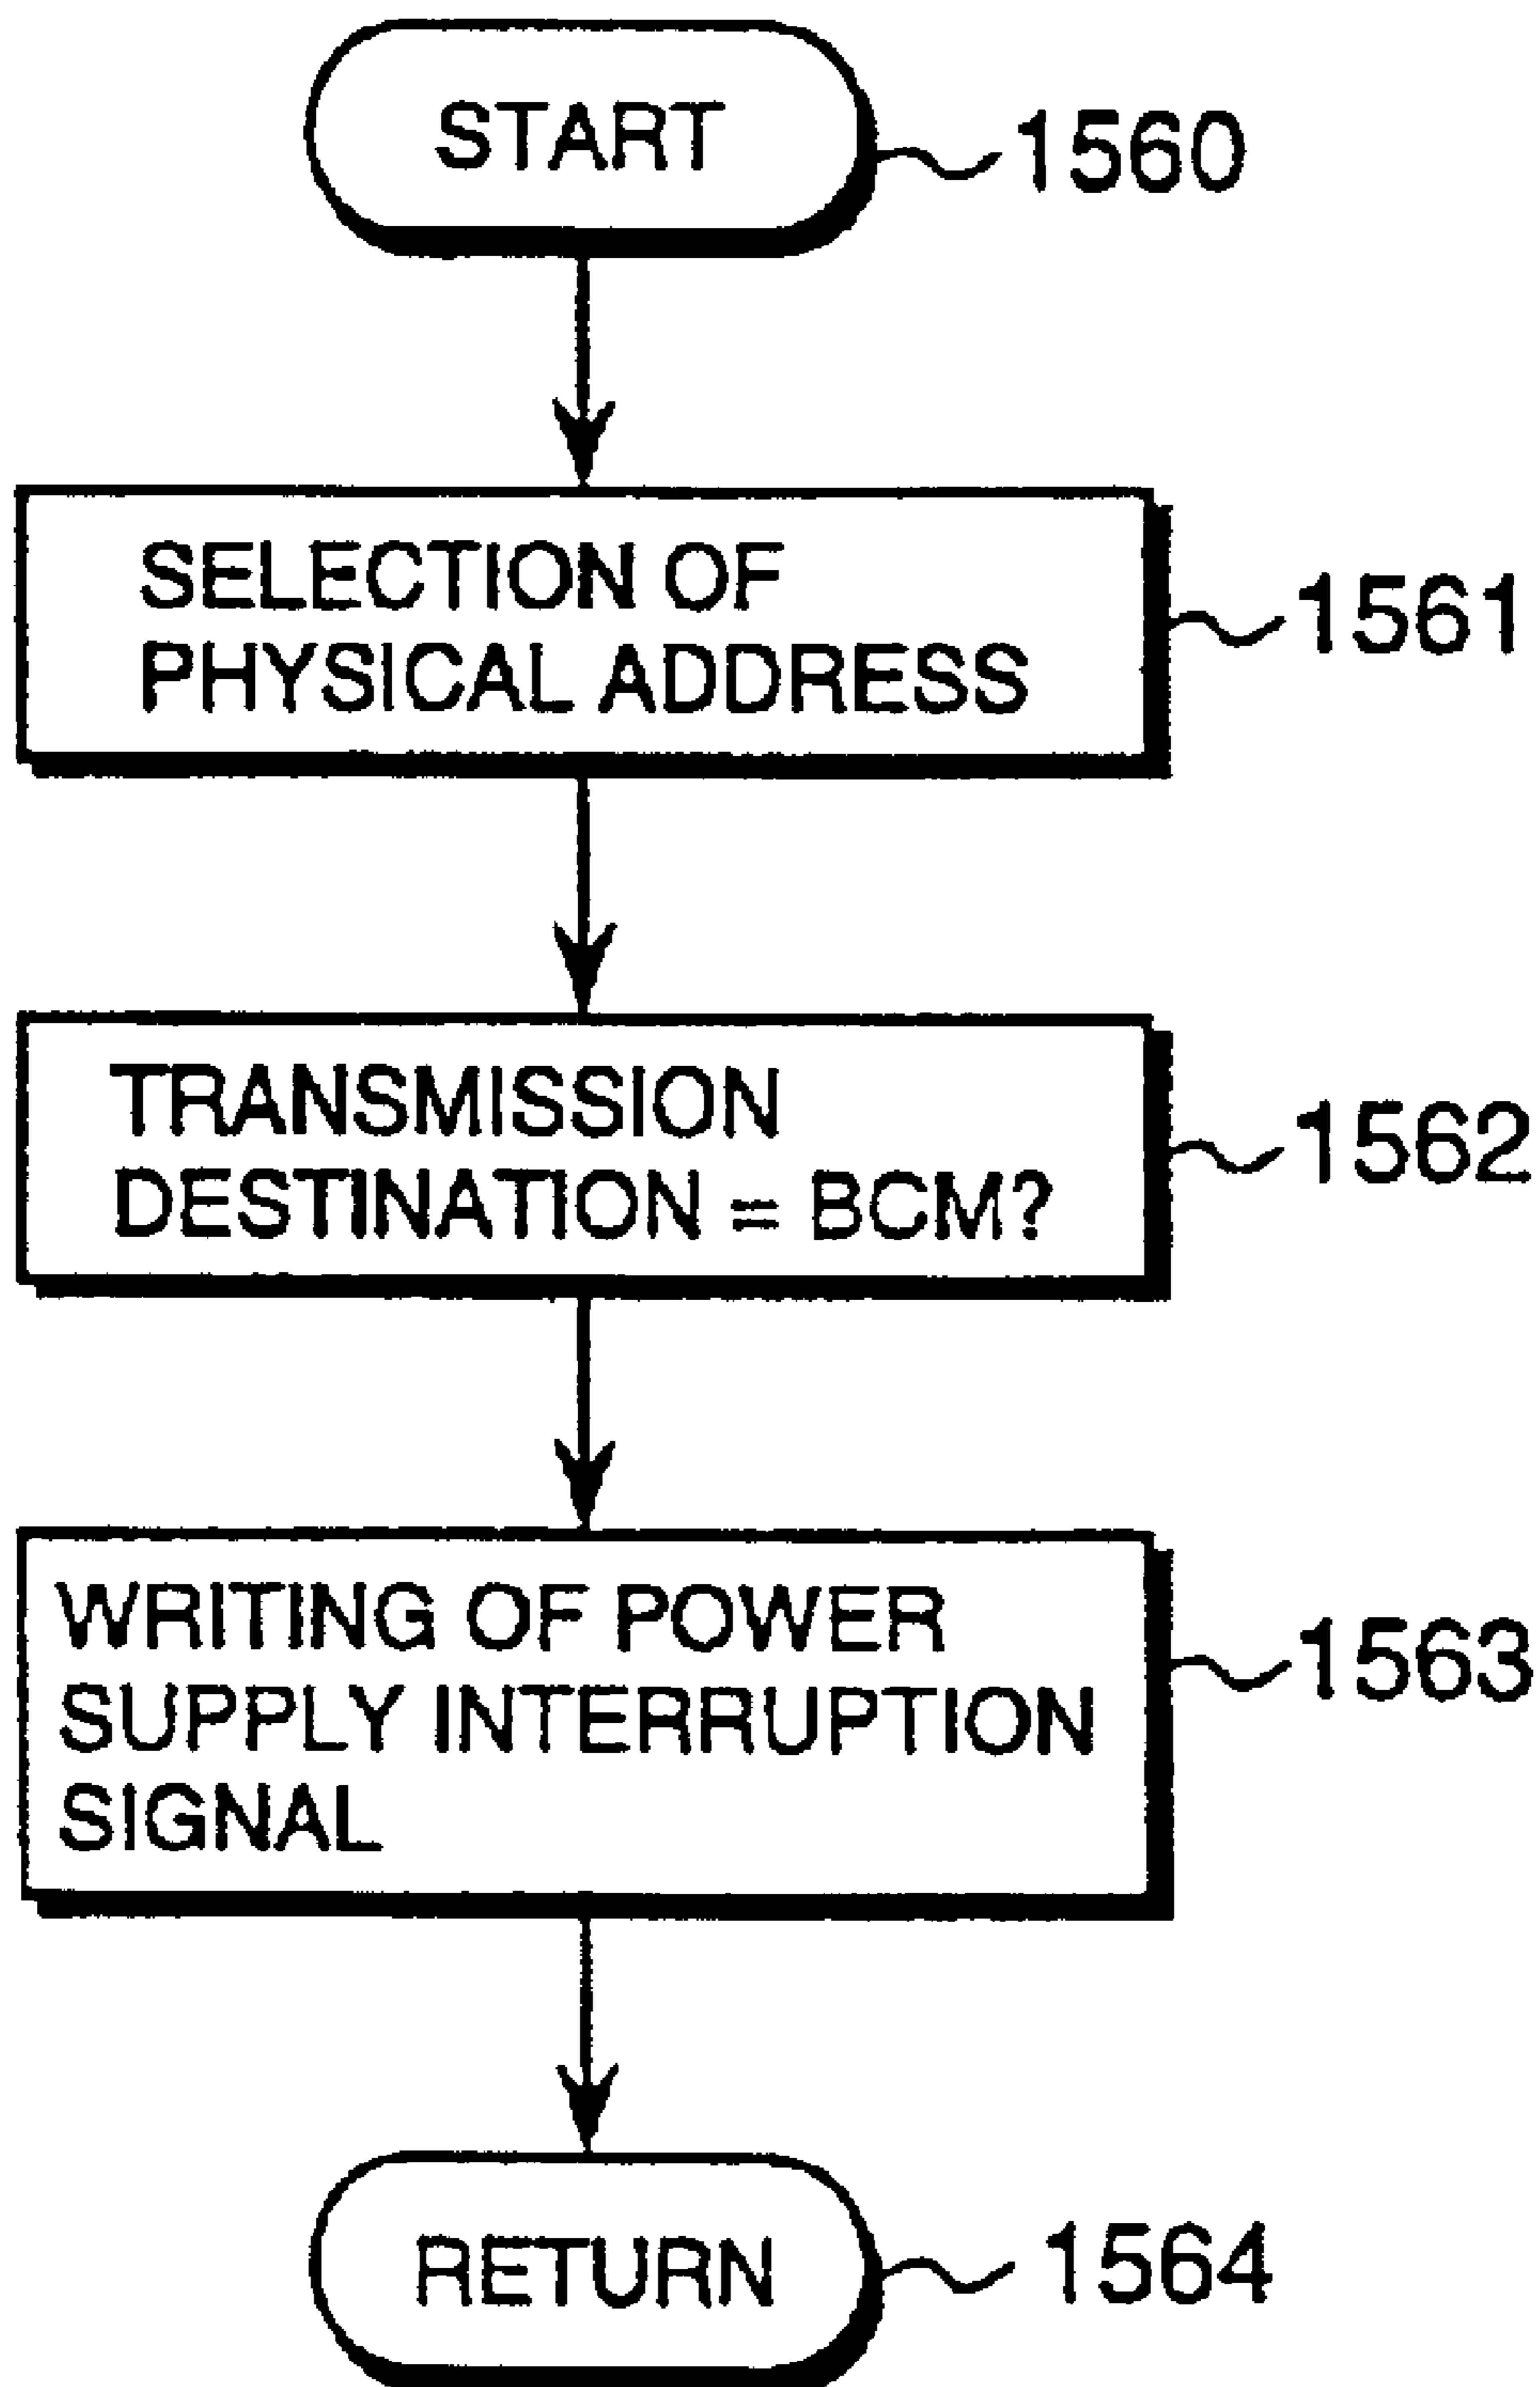 START
1560
SELECTION OF
PHYSICAL ADDRESS
1561
TRANSMISSION
DESTINATION = BCM?
1562
WRITING OF POWER
SUPPLY INTERRUPTION
SIGNAL
1563
RETURN
1564